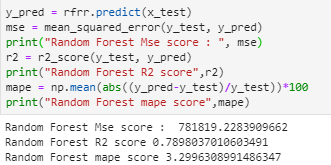 y_pred = rfrr.predict(x_test)
mse = mean_squared_error(y_test, y_pred)
print("Random Forest Mse score : ", mse)
r2 = r2_score(y_test, y_pred)
print("Random Forest R2 score",r2)
mape = np.mean(abs((y_pred-y_test)/y_test))*100
print("Random Forest mape score",mape)
Random Forest Mse score :  781819.2283909662
Random Forest R2 score 0.7898037010603491
Random Forest mape score 3.2996308991486347